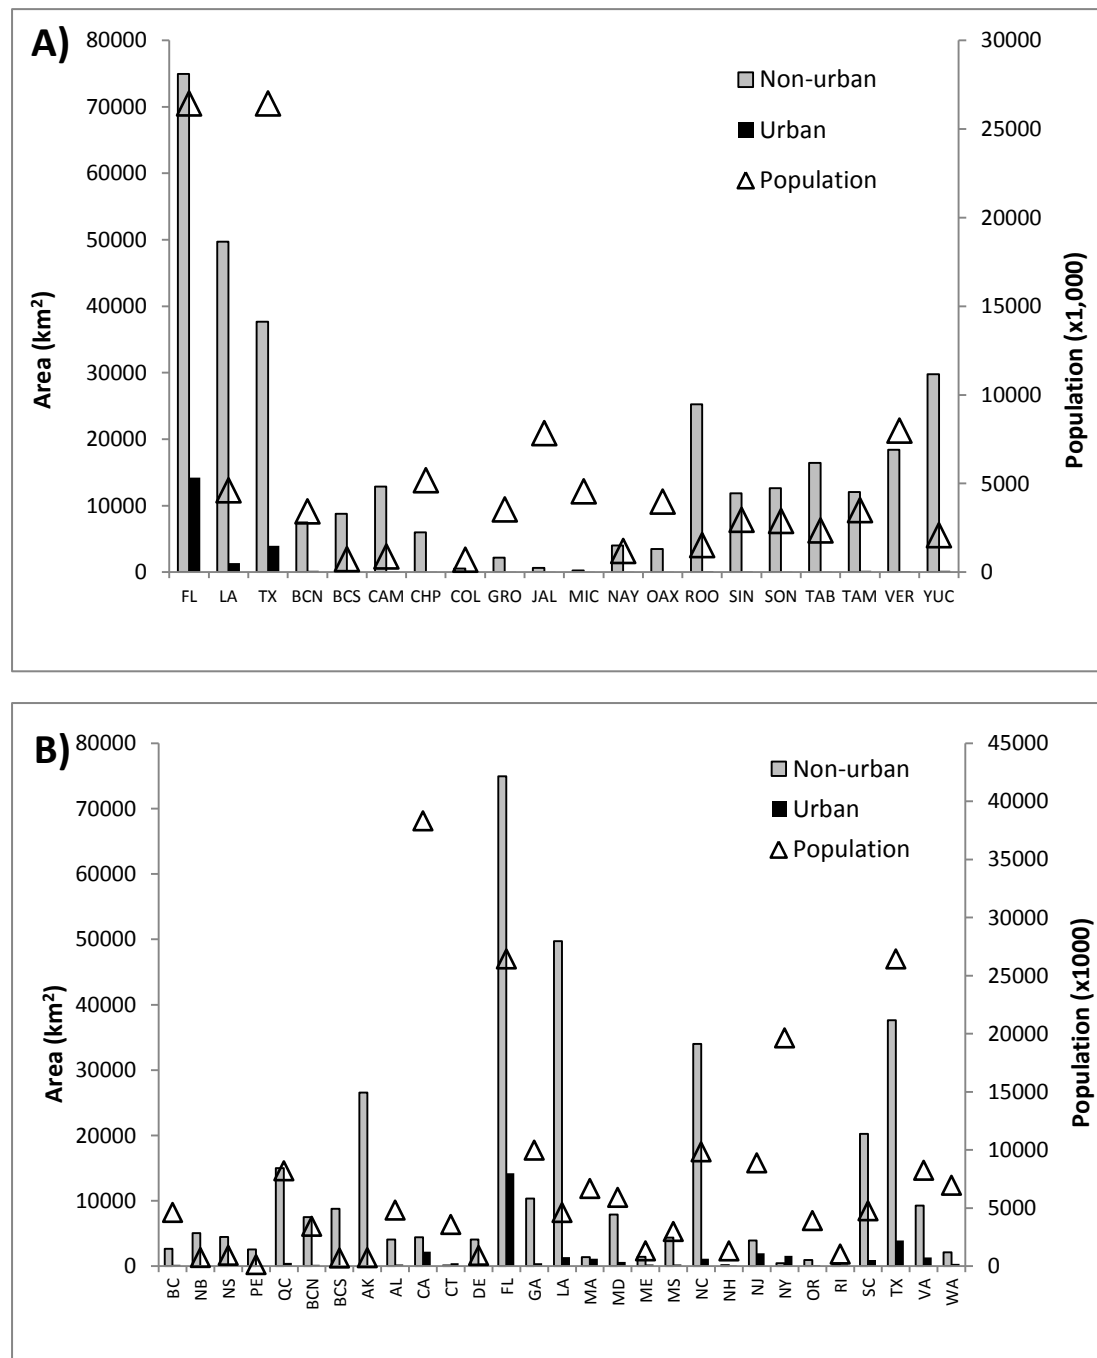 A)
80000
70000
60000
50000
40000
30000
20000
10000
0
Area (km²)
30000
25000
20000
15000
10000
5000
0
Population (x1,000)
Non-urban
Urban
Population
FL LA TX BCN BCS CAM CHP COL GRO JAL MIC NAY OAX ROO SIN SON TAB TAM VER YUC
B)
80000
70000
60000
50000
40000
30000
20000
10000
0
Area (km²)
45000
40000
35000
30000
25000
20000
15000
10000
5000
0
Population (x1000)
Non-urban
Urban
Population
BC NB NS PE QC BCN BCS AK AL CA CT DE FL GA LA MA MD ME MS NC NH NJ NY OR RI SC TX VA WA